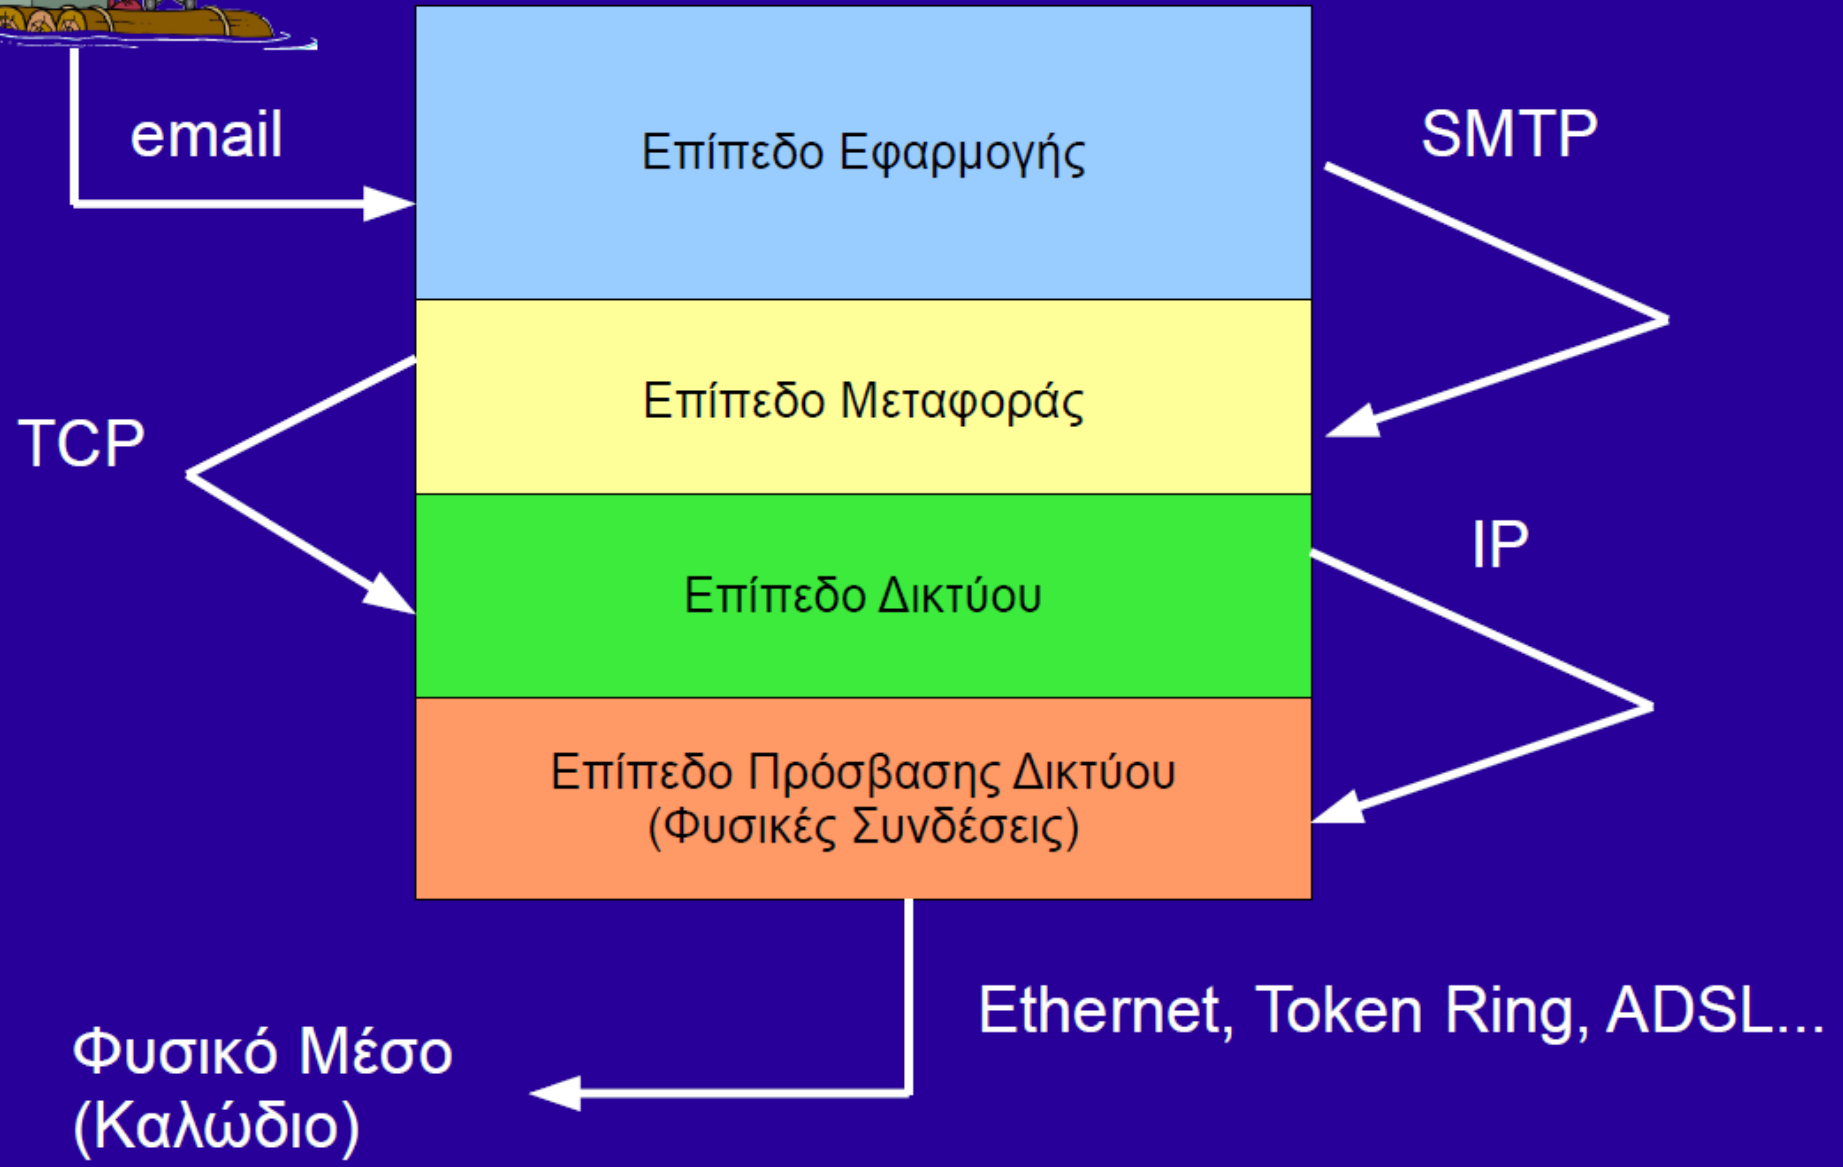 email
Επίπεδο Εφαρμογής
SMTP
Επίπεδο Μεταφοράς
TCP
IP
Επίπεδο Δικτύου
Επίπεδο Πρόσβασης Δικτύου
(Φυσικές Συνδέσεις)
Ethernet, Token Ring, ADSL...
Φυσικό Μέσο
(Καλώδιο)